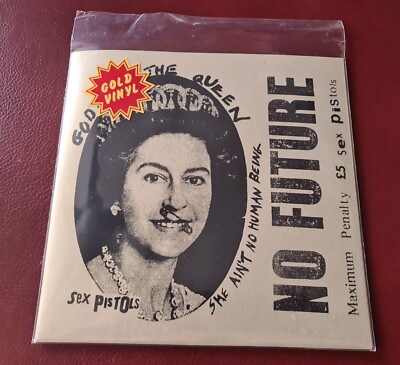 GOLD
VINYL
GOD THE QUEEN
SHE AIN'T NO HUMAN BEING
sex PISTOLS
NO FUTURE
Maximum Penalty £5 sex pistols